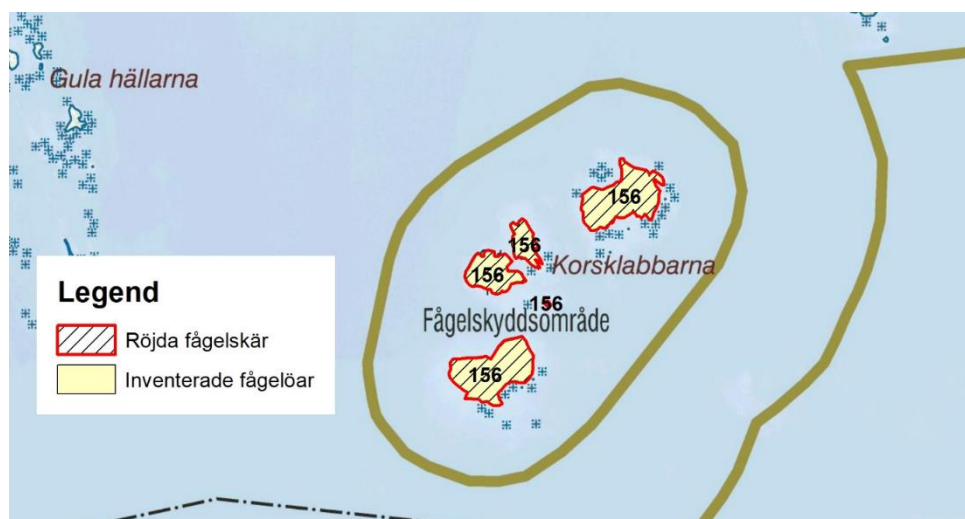 Gula hällarna
156
156
156
Korsklabbarna
156
Fågelskyddsområde
156
Legend
Röjda fågelskär
Inventerade fågelöar